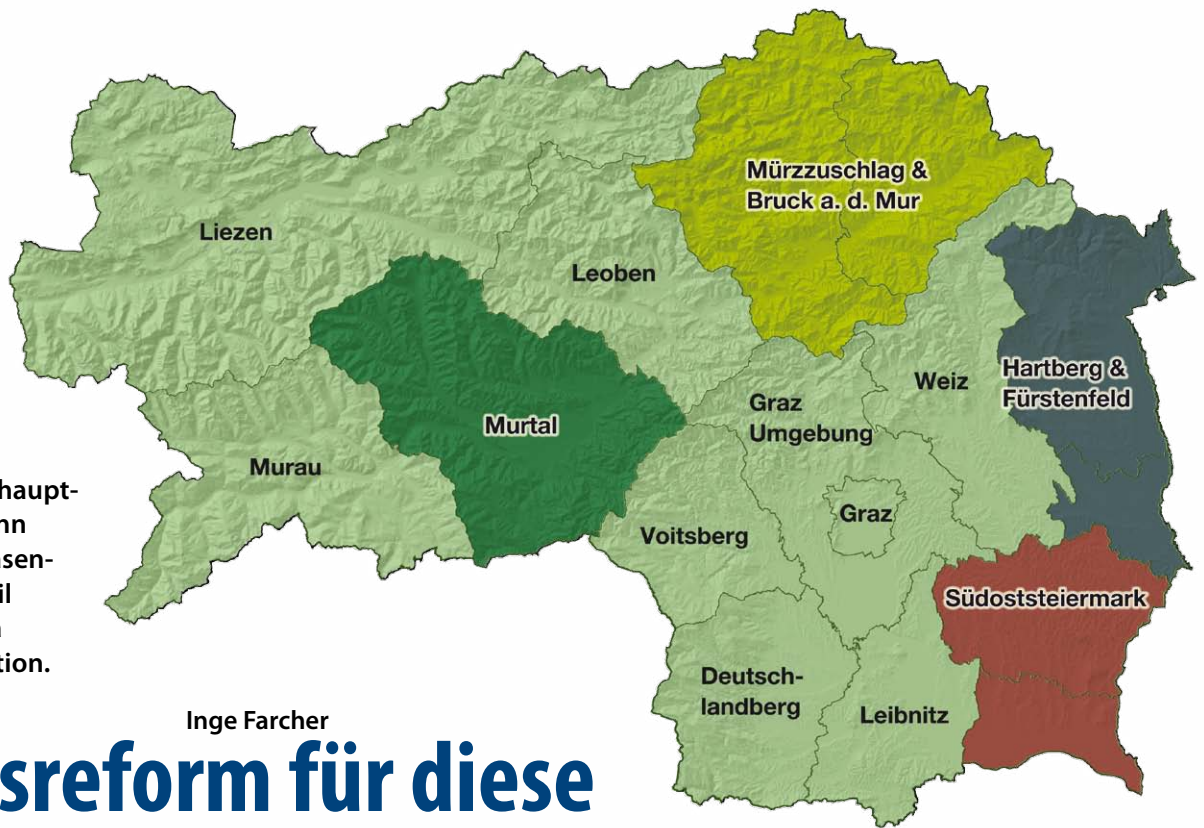 Mürzzuschlag &
Bruck a. d. Mur
Liezen
Leoben
Hartberg &
Fürstenfeld
Weiz
Graz
Umgebung
Murtal
Murau
Graz
Voitsberg
Südoststeiermark
Deutsch-
landberg
Leibnitz
haupt-
nn
sen-
il
tion.
Inge Farcher
sreform für diese